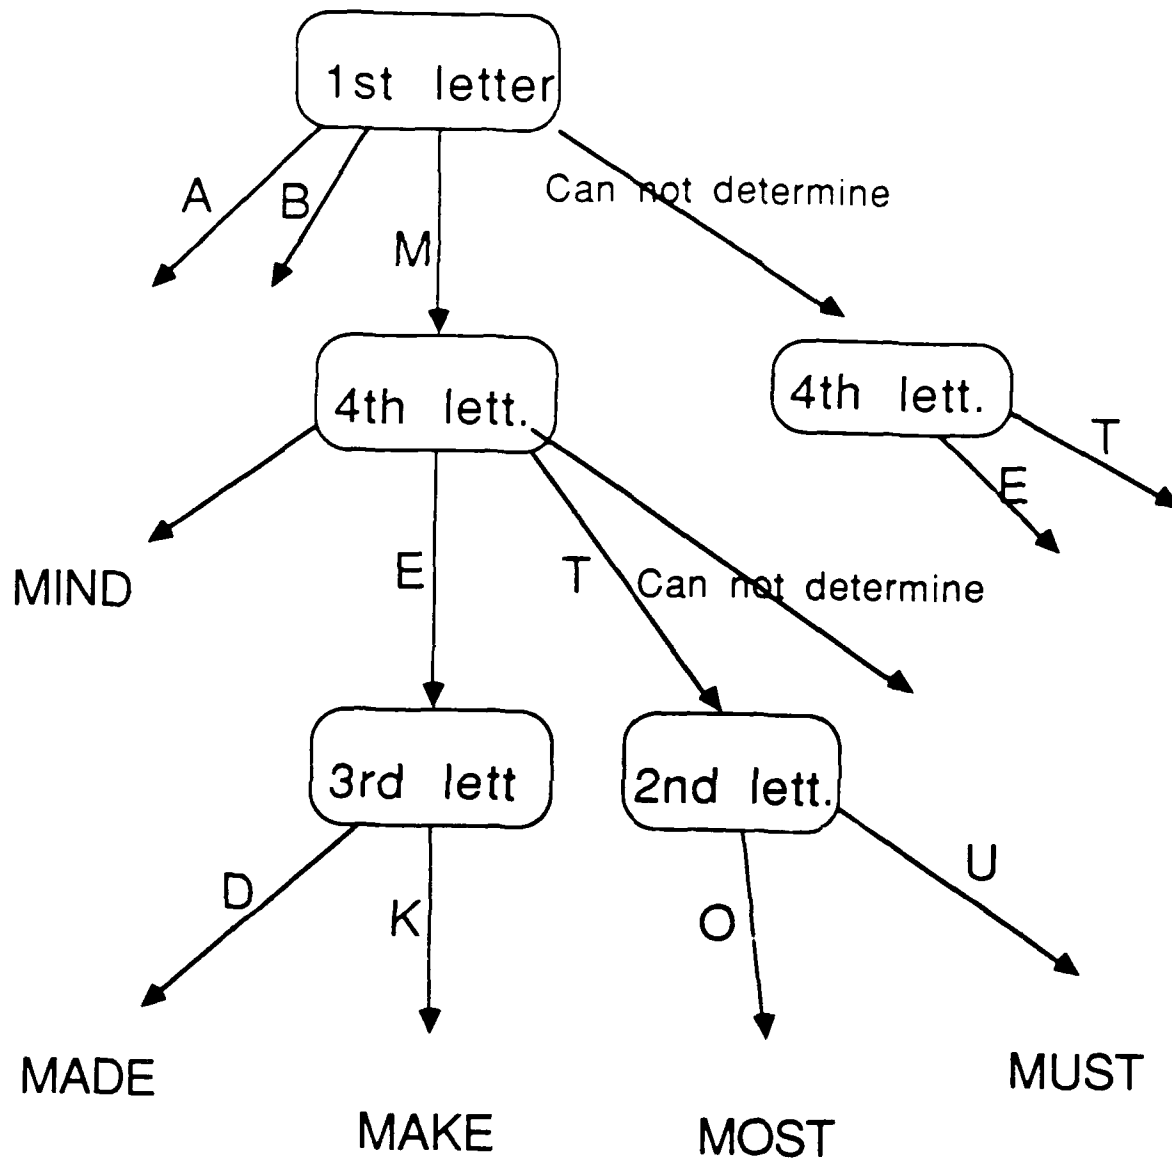 1st letter
A
B
Can not determine
M
4th lett.
4th lett.
T
E
MIND
E
T
Can not determine
3rd lett
2nd lett.
D
K
O
U
MADE
MAKE
MOST
MUST